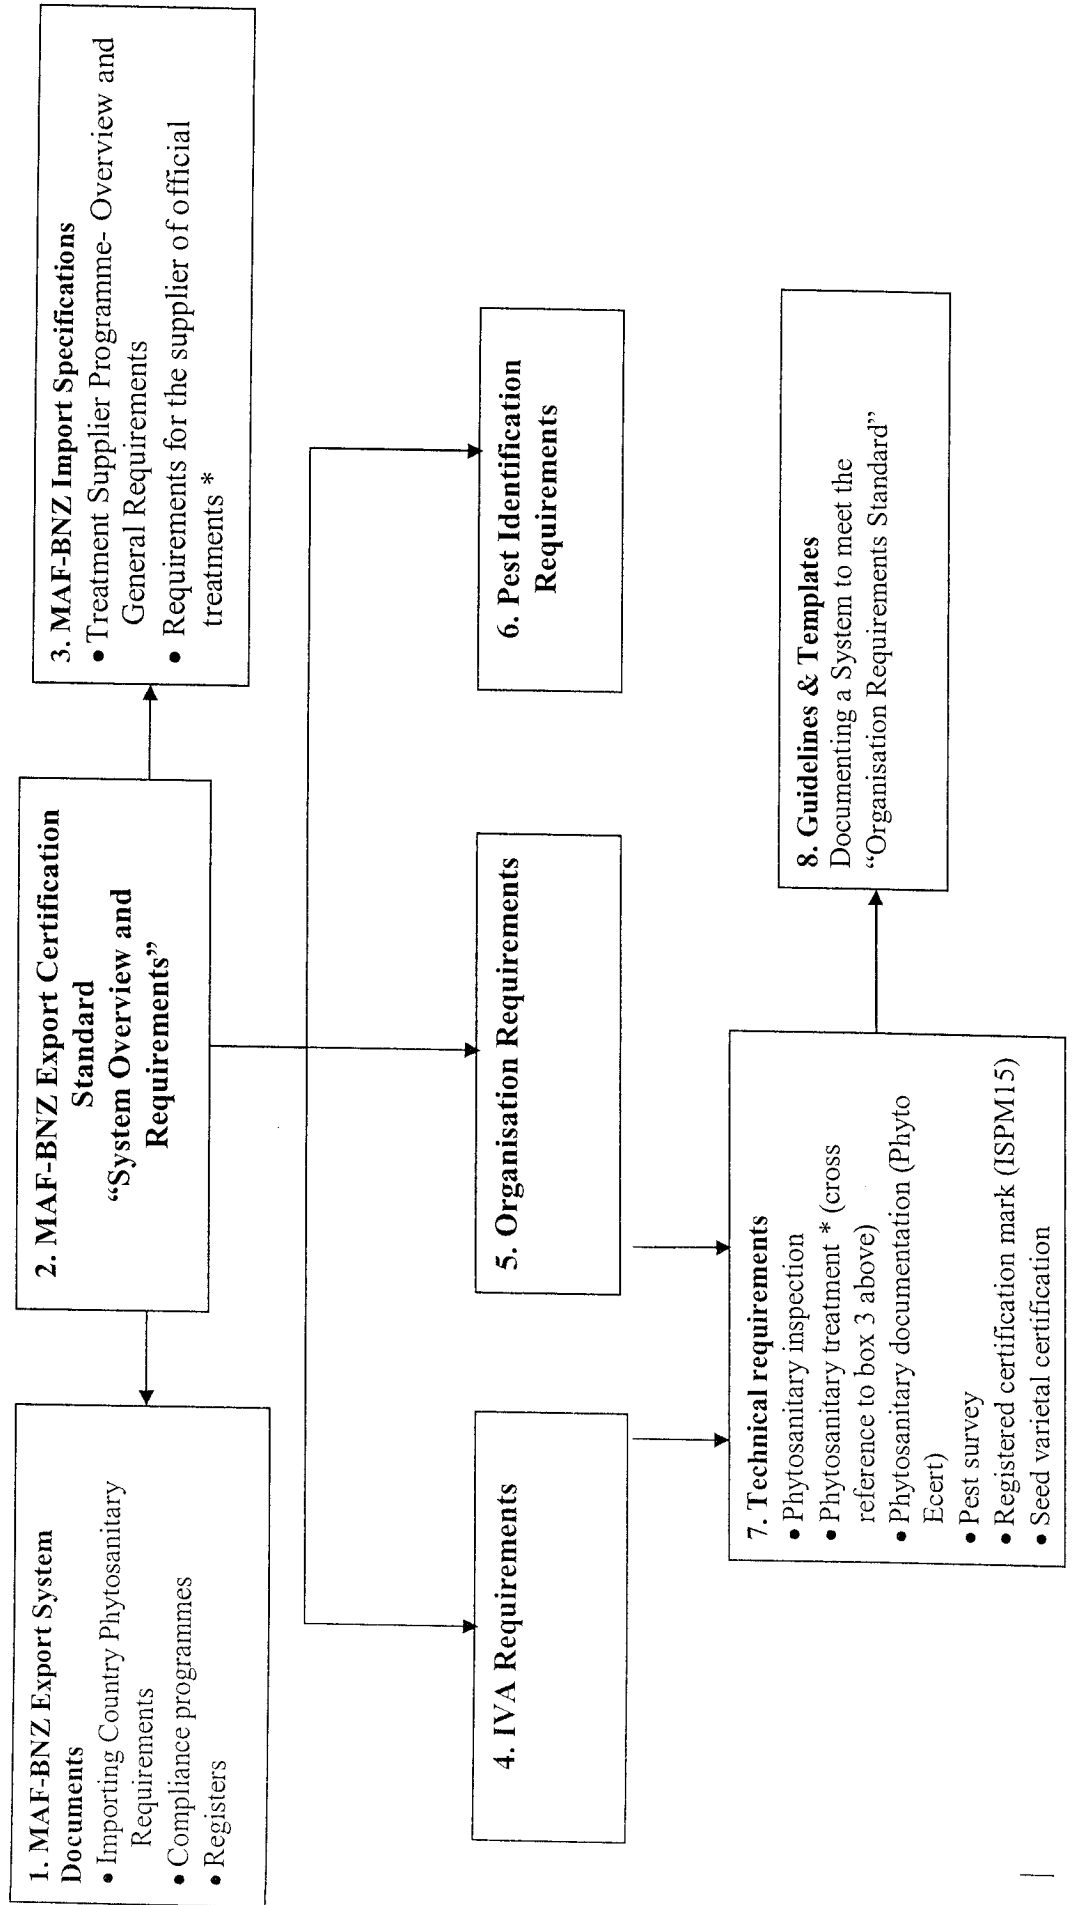 1. MAF-BNZ Export System
Documents
• Importing Country Phytosanitary
Requirements
• Compliance programmes
• Registers
2. MAF-BNZ Export Certification
Standard
“System Overview and
Requirements”
3. MAF-BNZ Import Specifications
• Treatment Supplier Programme- Overview and
General Requirements
• Requirements for the supplier of official
treatments *
4. IVA Requirements
5. Organisation Requirements
6. Pest Identification
Requirements
7. Technical requirements
• Phytosanitary inspection
• Phytosanitary treatment * (cross
reference to box 3 above)
• Phytosanitary documentation (Phyto
Ecert)
• Pest survey
• Registered certification mark (ISPM15)
• Seed varietal certification
8. Guidelines & Templates
Documenting a System to meet the
“Organisation Requirements Standard”